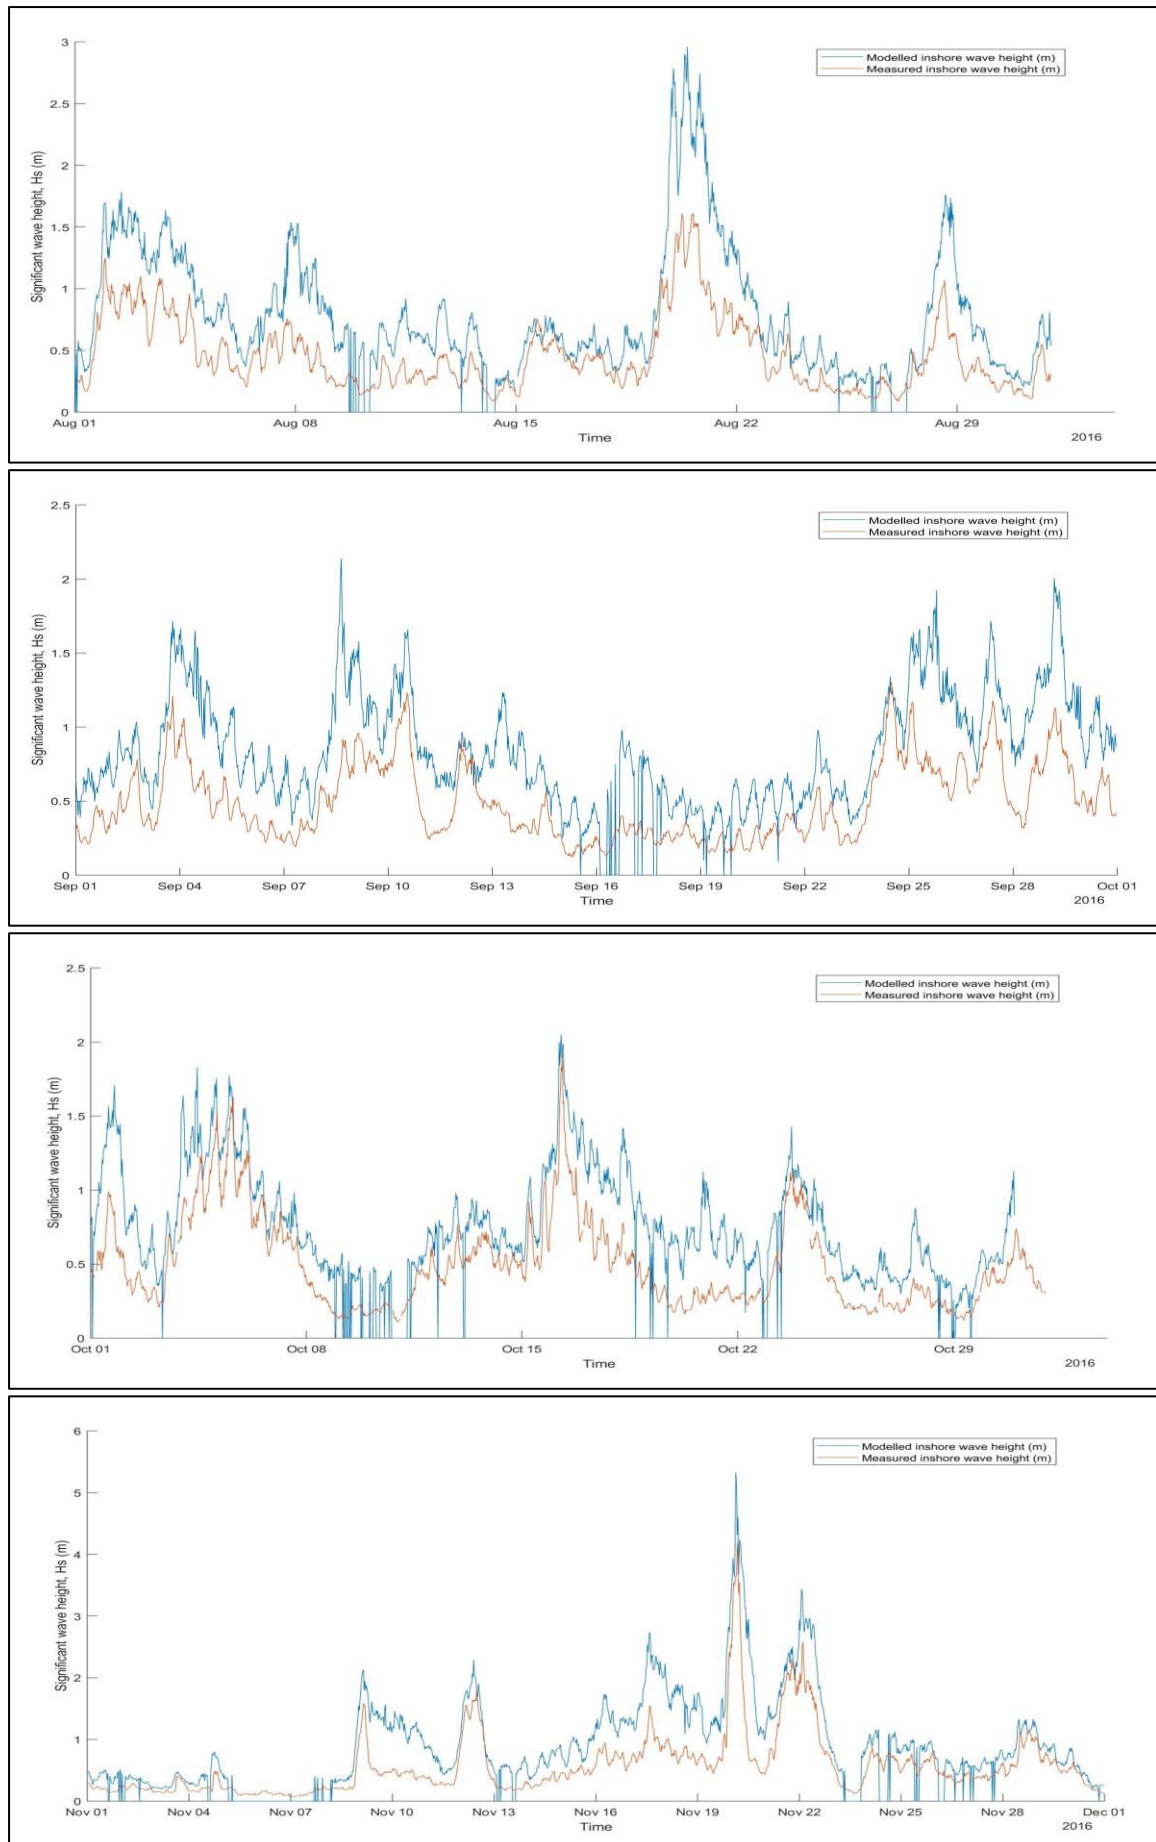 3
Modelled inshore wave height (m)
Measured inshore wave height (m)
2.5
2
Significant wave height, Hs (m)
1.5
1
0.5
0
Aug 01 Aug 08 Aug 15 Aug 22 Aug 29
Time
2016
2.5
Modelled inshore wave height (m)
Measured inshore wave height (m)
2
Significant wave height, Hs (m)
1.5
1
0.5
0
Sep 01 Sep 04 Sep 07 Sep 10 Sep 13 Sep 16 Sep 19 Sep 22 Sep 25 Sep 28 Oct 01
Time
2016
2.5
Modelled inshore wave height (m)
Measured inshore wave height (m)
2
Significant wave height, Hs (m)
1.5
1
0.5
0
Oct 01 Oct 08 Oct 15 Oct 22 Oct 29
Time
2016
6
Modelled inshore wave height (m)
Measured inshore wave height (m)
5
4
Significant wave height, Hs (m)
3
2
1
0
Nov 01 Nov 04 Nov 07 Nov 10 Nov 13 Nov 16 Nov 19 Nov 22 Nov 25 Nov 28 Dec 01
Time
2016